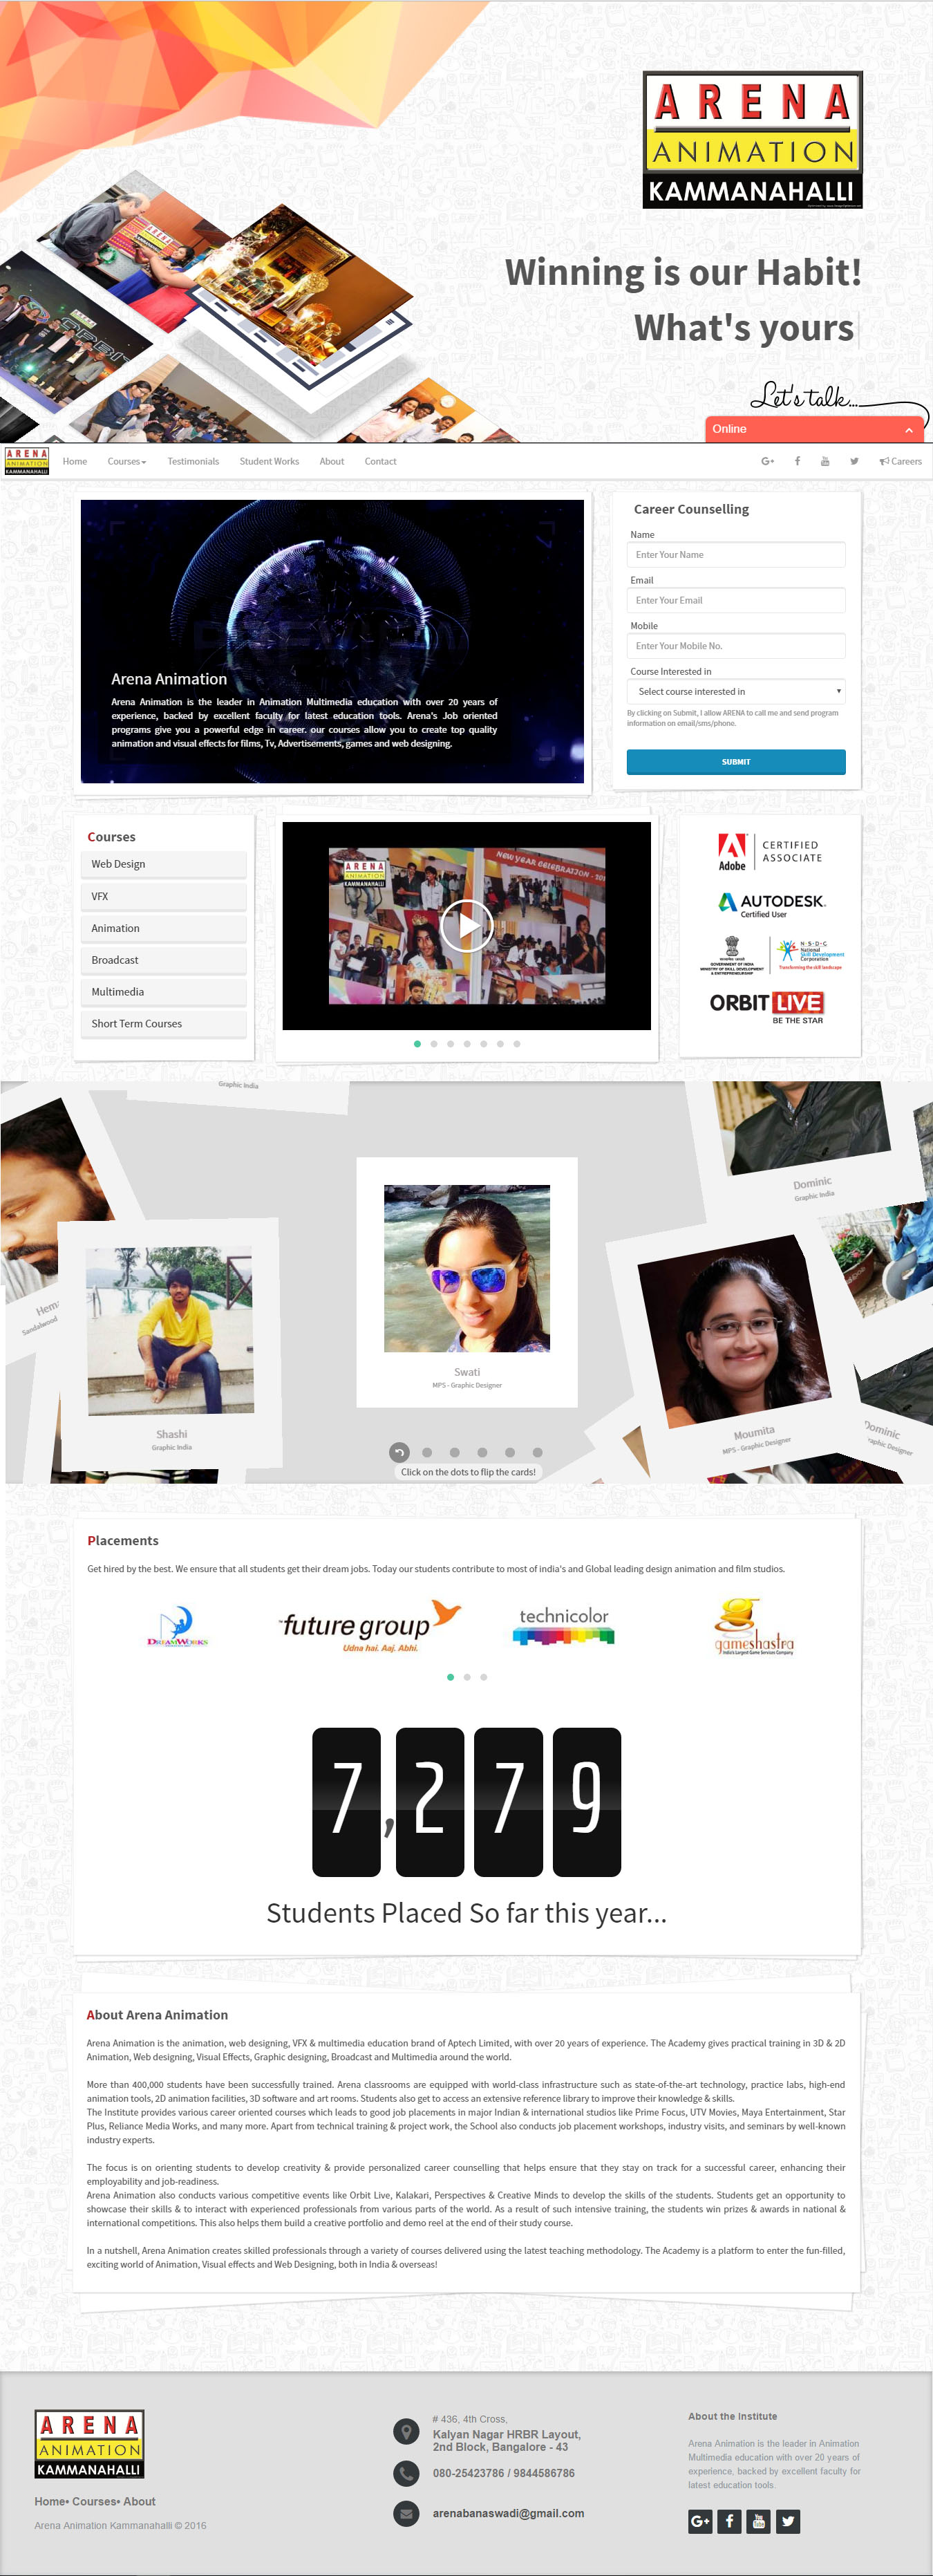 ARENA
ANIMATION
KAMMANAHALLI
Winning is our Habit!
What's yours
Let's talk...
Online
ARENA
ANIMATION
KAMMANAHALLI
Home Courses Testimonials Student Works About Contact Careers
Arena Animation
Arena Animation is the leader in Animation Multimedia education with over 20 years of
experience, backed by excellent faculty for latest education tools. Arena's Job oriented
programs give you a powerful edge in career. our courses allow you to create top quality
animation and visual effects for films, Tv, Advertisements, games and web designing.
Career Counselling
Name
Enter Your Name
Email
Enter Your Email
Mobile
Enter Your Mobile No.
Course Interested in
Select course interested in
By clicking on Submit, I allow ARENA to call me and send program
information on email/sms/phone.
SUBMIT
Courses
Web Design
VFX
Animation
Broadcast
Multimedia
Short Term Courses
ARENA
ANIMATION
KAMMANAHALLI
NEW YEAR CELEBRATION - 201
Adobe
CERTIFIED
ASSOCIATE
AUTODESK.
Certified User
GOVERNMENT OF INDIA
MINISTRY OF SKILL DEVELOPMENT
& ENTREPRENEURSHIP
N·S·D·C
National
Skill Development
Corporation
Transforming the skill landscape
ORBIT LIVE
BE THE STAR
Graphic India
Dominic
Graphic India
Hem
Sandalwood
Shashi
Graphic India
Swati
MPS - Graphic Designer
Moumita
MPS - Graphic Designer
Dominic
raphic Designer
Click on the dots to flip the cards!
Placements
Get hired by the best. We ensure that all students get their dream jobs. Today our students contribute to most of india's and Global leading design animation and film studios.
DREAMWORKS
future group
Udna hai. Aaj. Abhi.
technicolor
gameshastra
India's Largest Game Services Company
7,279
Students Placed So far this year...
About Arena Animation
Arena Animation is the animation, web designing, VFX & multimedia education brand of Aptech Limited, with over 20 years of experience. The Academy gives practical training in 3D & 2D
Animation, Web designing, Visual Effects, Graphic designing, Broadcast and Multimedia around the world.
More than 400,000 students have been successfully trained. Arena classrooms are equipped with world-class infrastructure such as state-of-the-art technology, practice labs, high-end
animation tools, 2D animation facilities, 3D software and art rooms. Students also get to access an extensive reference library to improve their knowledge & skills.
The Institute provides various career oriented courses which leads to good job placements in major Indian & international studios like Prime Focus, UTV Movies, Maya Entertainment, Star
Plus, Reliance Media Works, and many more. Apart from technical training & project work, the School also conducts job placement workshops, industry visits, and seminars by well-known
industry experts.
The focus is on orienting students to develop creativity & provide personalized career counselling that helps ensure that they stay on track for a successful career, enhancing their
employability and job-readiness.
Arena Animation also conducts various competitive events like Orbit Live, Kalakari, Perspectives & Creative Minds to develop the skills of the students. Students get an opportunity to
showcase their skills & to interact with experienced professionals from various parts of the world. As a result of such intensive training, the students win prizes & awards in national &
international competitions. This also helps them build a creative portfolio and demo reel at the end of their study course.
In a nutshell, Arena Animation creates skilled professionals through a variety of courses delivered using the latest teaching methodology. The Academy is a platform to enter the fun-filled,
exciting world of Animation, Visual effects and Web Designing, both in India & overseas!
ARENA
ANIMATION
KAMMANAHALLI
Home• Courses• About
Arena Animation Kammanahalli © 2016
# 436, 4th Cross,
Kalyan Nagar HRBR Layout,
2nd Block, Bangalore - 43
080-25423786 / 9844586786
arenabanaswadi@gmail.com
About the Institute
Arena Animation is the leader in Animation
Multimedia education with over 20 years of
experience, backed by excellent faculty for
latest education tools.